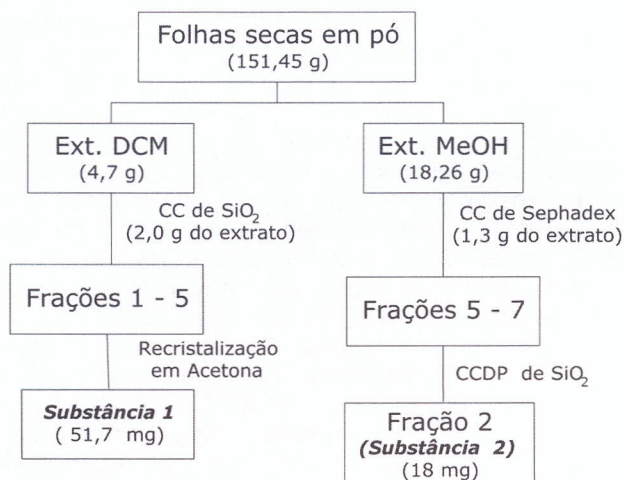 Folhas secas em pó
(151,45 g)
Ext. DCM
(4,7 g)
Ext. MeOH
(18,26 g)
CC de SiO₂
(2,0 g do extrato)
CC de Sephadex
(1,3 g do extrato)
Frações 1 - 5
Frações 5 - 7
Recristalização
em Acetona
CCDP de SiO₂
Substância 1
( 51,7 mg)
Fração 2
(Substância 2)
(18 mg)